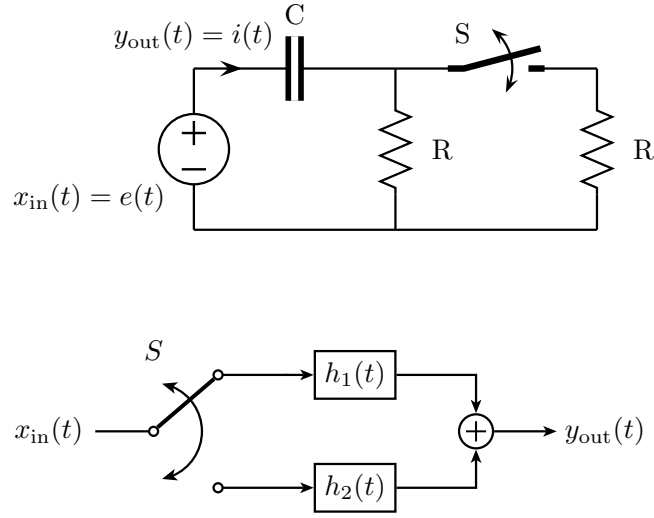 C
y_out(t) = i(t)
S
+
−
R
R
x_in(t) = e(t)
S
h_1(t)
x_in(t)
+
y_out(t)
h_2(t)